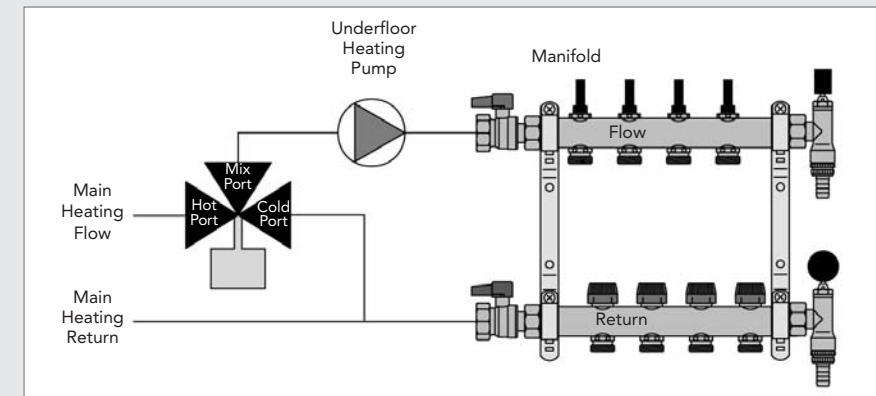 Underfloor
Heating
Pump
Manifold
Flow
Mix
Port
Hot
Port
Cold
Port
Main
Heating
Flow
Main
Heating
Return
Return